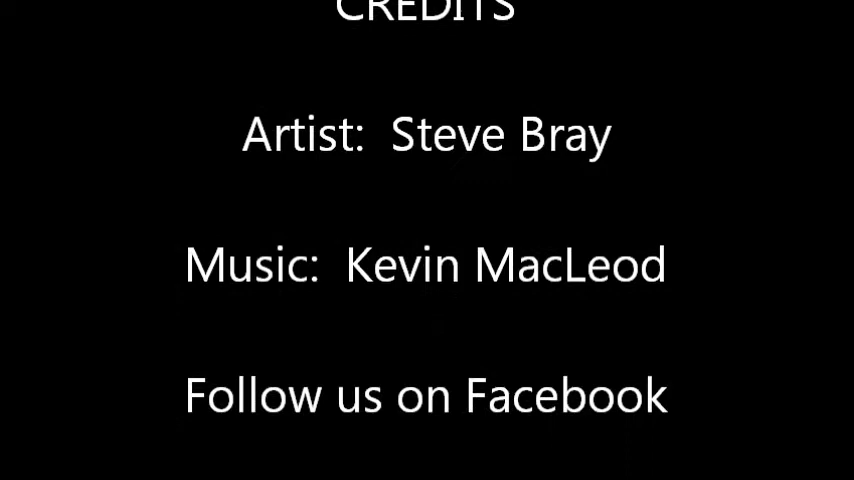 CREDITS
Artist:  Steve Bray
Music:  Kevin MacLeod
Follow us on Facebook